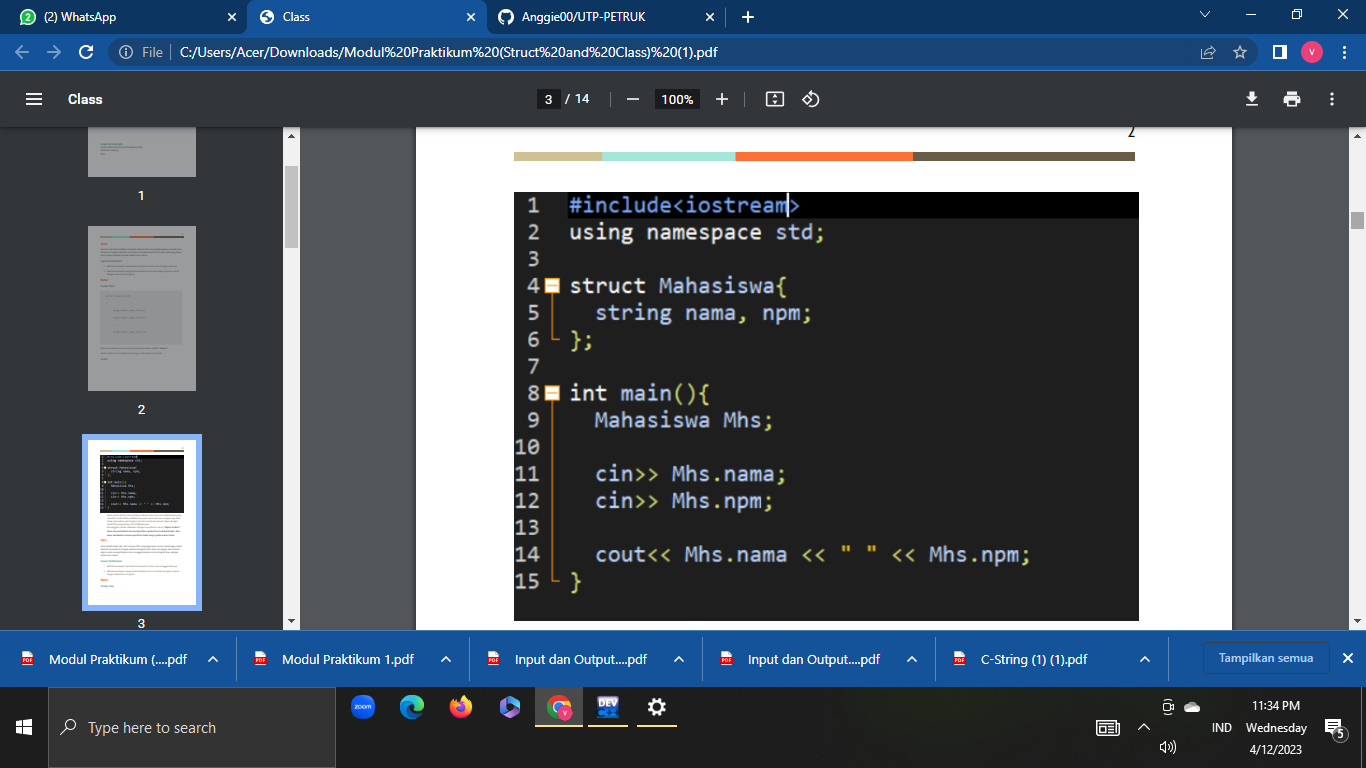 (2) WhatsApp
Class
Anggie00/UTP-PETRUK
File
C:/Users/Acer/Downloads/Modul%20Praktikum%20(Struct%20and%20Class)%20(1).pdf
V
Class
3 / 14
100%
1
2
3
2
1 #include<iostream>
2 using namespace std;
3
4 struct Mahasiswa{
5 string nama, npm;
6 };
7
8 int main(){
9 Mahasiswa Mhs;
10
11 cin>> Mhs.nama;
12 cin>> Mhs.npm;
13
14 cout<< Mhs.nama << " " << Mhs.npm;
15 }
PDF Modul Praktikum (....pdf
PDF Modul Praktikum 1.pdf
PDF Input dan Output....pdf
PDF Input dan Output....pdf
PDF C-String (1) (1).pdf
Tampilkan semua
Type here to search
zoom
V
DEV C++
IND
11:34 PM
Wednesday
4/12/2023
5